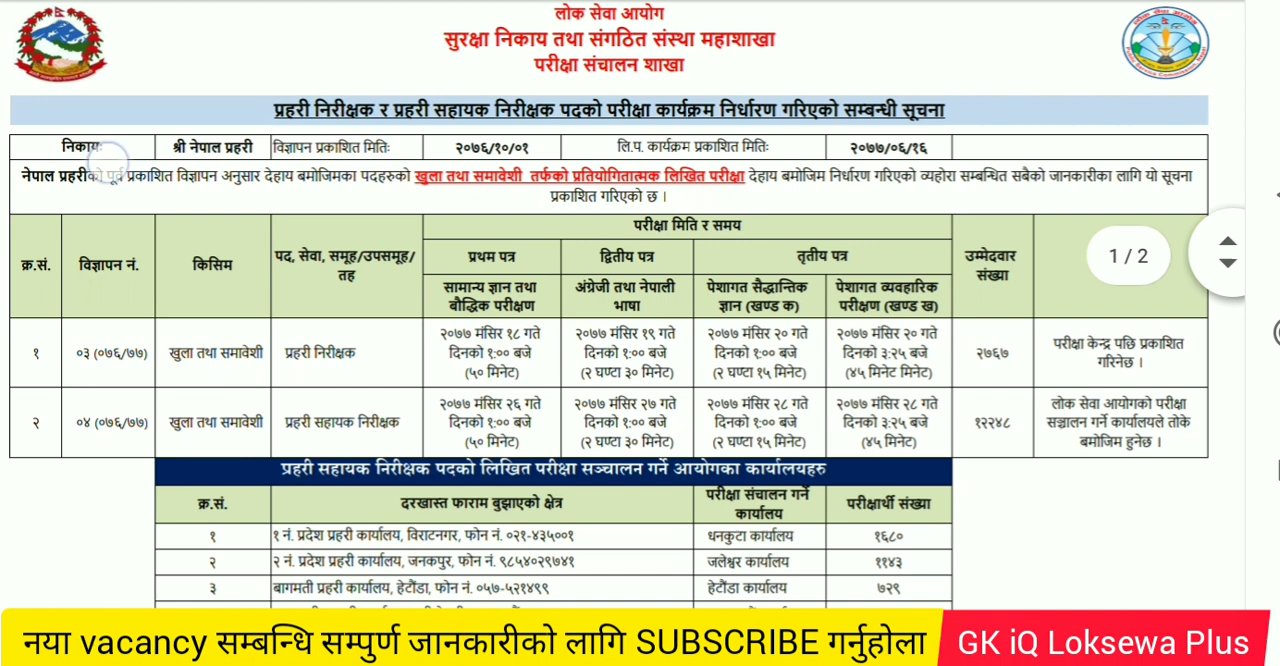 लोक सेवा आयोग
सुरक्षा निकाय तथा संगठित संस्था महाशाखा
परीक्षा संचालन शाखा
प्रहरी निरीक्षक र प्रहरी सहायक निरीक्षक पदको परीक्षा कार्यक्रम निर्धारण गरिएको सम्बन्धी सूचना
निकायः श्री नेपाल प्रहरी विज्ञापन प्रकाशित मितिः २०७६/१०/०१ लि.प. कार्यक्रम प्रकाशित मितिः २०७७/०६/१६
नेपाल प्रहरीको पूर्व प्रकाशित विज्ञापन अनुसार देहाय बमोजिमका पदहरुको खुला तथा समावेशी तर्फको प्रतियोगितात्मक लिखित परीक्षा देहाय बमोजिम निर्धारण गरिएको व्यहोरा सम्बन्धित सबैको जानकारीका लागि यो सूचना
प्रकाशित गरिएको छ ।
क्र.सं. विज्ञापन नं. किसिम पद, सेवा, समूह/उपसमूह/ तह परीक्षा मिति र समय उम्मेदवार संख्या
प्रथम पत्र द्वितीय पत्र तृतीय पत्र
सामान्य ज्ञान तथा बौद्धिक परीक्षण अंग्रेजी तथा नेपाली भाषा पेशागत सैद्धान्तिक ज्ञान (खण्ड क) पेशागत व्यवहारिक परीक्षण (खण्ड ख)
1 / 2
१ ०३ (०७६/७७) खुला तथा समावेशी प्रहरी निरीक्षक २०७७ मंसिर १८ गते दिनको १:०० बजे (५० मिनेट) २०७७ मंसिर १९ गते दिनको १:०० बजे (२ घण्टा ३० मिनेट) २०७७ मंसिर २० गते दिनको १:०० बजे (२ घण्टा १५ मिनेट) २०७७ मंसिर २० गते दिनको ३:२५ बजे (४५ मिनेट मिनेट) २७६७ परीक्षा केन्द्र पछि प्रकाशित गरिनेछ ।
२ ०४ (०७६/७७) खुला तथा समावेशी प्रहरी सहायक निरीक्षक २०७७ मंसिर २६ गते दिनको १:०० बजे (५० मिनेट) २०७७ मंसिर २७ गते दिनको १:०० बजे (२ घण्टा ३० मिनेट) २०७७ मंसिर २८ गते दिनको १:०० बजे (२ घण्टा १५ मिनेट) २०७७ मंसिर २८ गते दिनको ३:२५ बजे (४५ मिनेट) १२२४८ लोक सेवा आयोगको परीक्षा सञ्चालन गर्ने कार्यालयले तोके बमोजिम हुनेछ ।
प्रहरी सहायक निरीक्षक पदको लिखित परीक्षा सञ्चालन गर्ने आयोगका कार्यालयहरु
क्र.सं. दरखास्त फाराम बुझाएको क्षेत्र परीक्षा संचालन गर्ने कार्यालय परीक्षार्थी संख्या
१ १ नं. प्रदेश प्रहरी कार्यालय, विराटनगर, फोन नं. ०२१-४३५००१ धनकुटा कार्यालय १६८०
२ २ नं. प्रदेश प्रहरी कार्यालय, जनकपुर, फोन नं. ९८५४०२९७४१ जलेश्वर कार्यालय ११४३
३ बागमती प्रहरी कार्यालय, हेटौंडा, फोन नं. ०५७-५२१४९९ हेटौंडा कार्यालय ७२९
नया vacancy सम्बन्धि सम्पुर्ण जानकारीको लागि SUBSCRIBE गर्नुहोला GK iQ Loksewa Plus